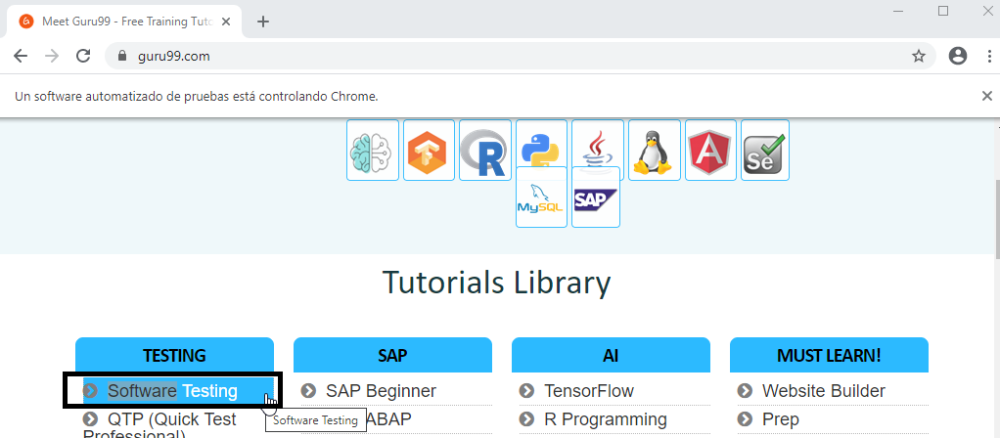 Meet Guru99 - Free Training Tuto
guru99.com
Un software automatizado de pruebas está controlando Chrome.
R
Se
MySQL
SAP
Tutorials Library
TESTING
Software Testing
QTP (Quick Test
Professional)
Software Testing
SAP
SAP Beginner
ABAP
AI
TensorFlow
R Programming
MUST LEARN!
Website Builder
Prep